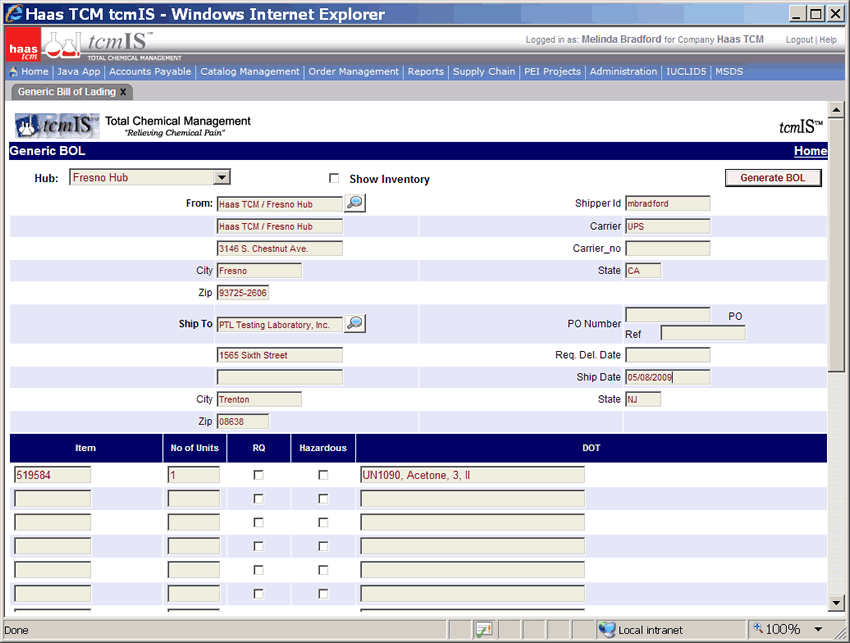 Haas TCM tcmIS - Windows Internet Explorer
haas tcm
tcmIS™
TOTAL CHEMICAL MANAGEMENT
Logged in as: Melinda Bradford for Company Haas TCM Logout | Help
Home | Java App | Accounts Payable | Catalog Management | Order Management | Reports | Supply Chain | PEI Projects | Administration | IUCLID5 | MSDS
Generic Bill of Lading x
tcmIS™ Total Chemical Management
"Relieving Chemical Pain"
tcmIS™
Generic BOL Home
Hub: Fresno Hub Show Inventory Generate BOL
From: Haas TCM / Fresno Hub Shipper Id mbradford
Haas TCM / Fresno Hub Carrier UPS
3146 S. Chestnut Ave. Carrier_no
City Fresno State CA
Zip 93725-2606
Ship To PTL Testing Laboratory, Inc. PO Number PO
Ref
1565 Sixth Street Req. Del. Date
Ship Date 05/08/2009
City Trenton State NJ
Zip 08638
Item No of Units RQ Hazardous DOT
519584 1 UN1090, Acetone, 3, II
Done Local intranet 100%